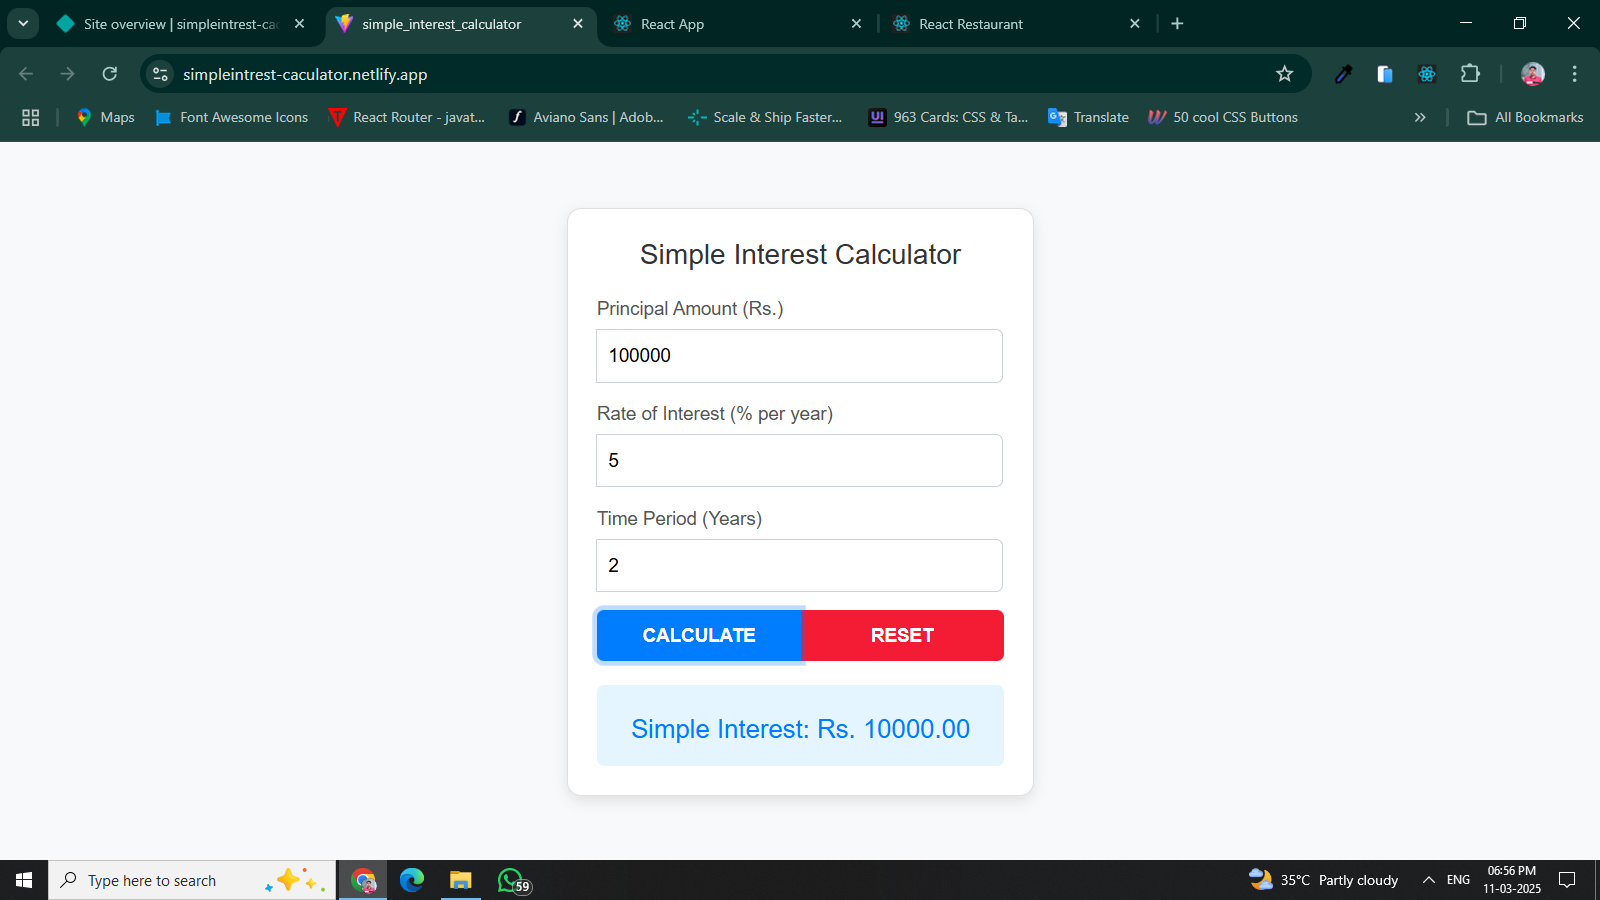 Site overview | simpleintrest-cac
simple_interest_calculator
React App
React Restaurant
simpleintrest-caculator.netlify.app
Maps
Font Awesome Icons
React Router - javat...
Aviano Sans | Adob...
Scale & Ship Faster...
UI
963 Cards: CSS & Ta...
Translate
50 cool CSS Buttons
All Bookmarks
Simple Interest Calculator
Principal Amount (Rs.)
100000
Rate of Interest (% per year)
5
Time Period (Years)
2
CALCULATE RESET
Simple Interest: Rs. 10000.00
Type here to search
59
35°C Partly cloudy
ENG
06:56 PM
11-03-2025